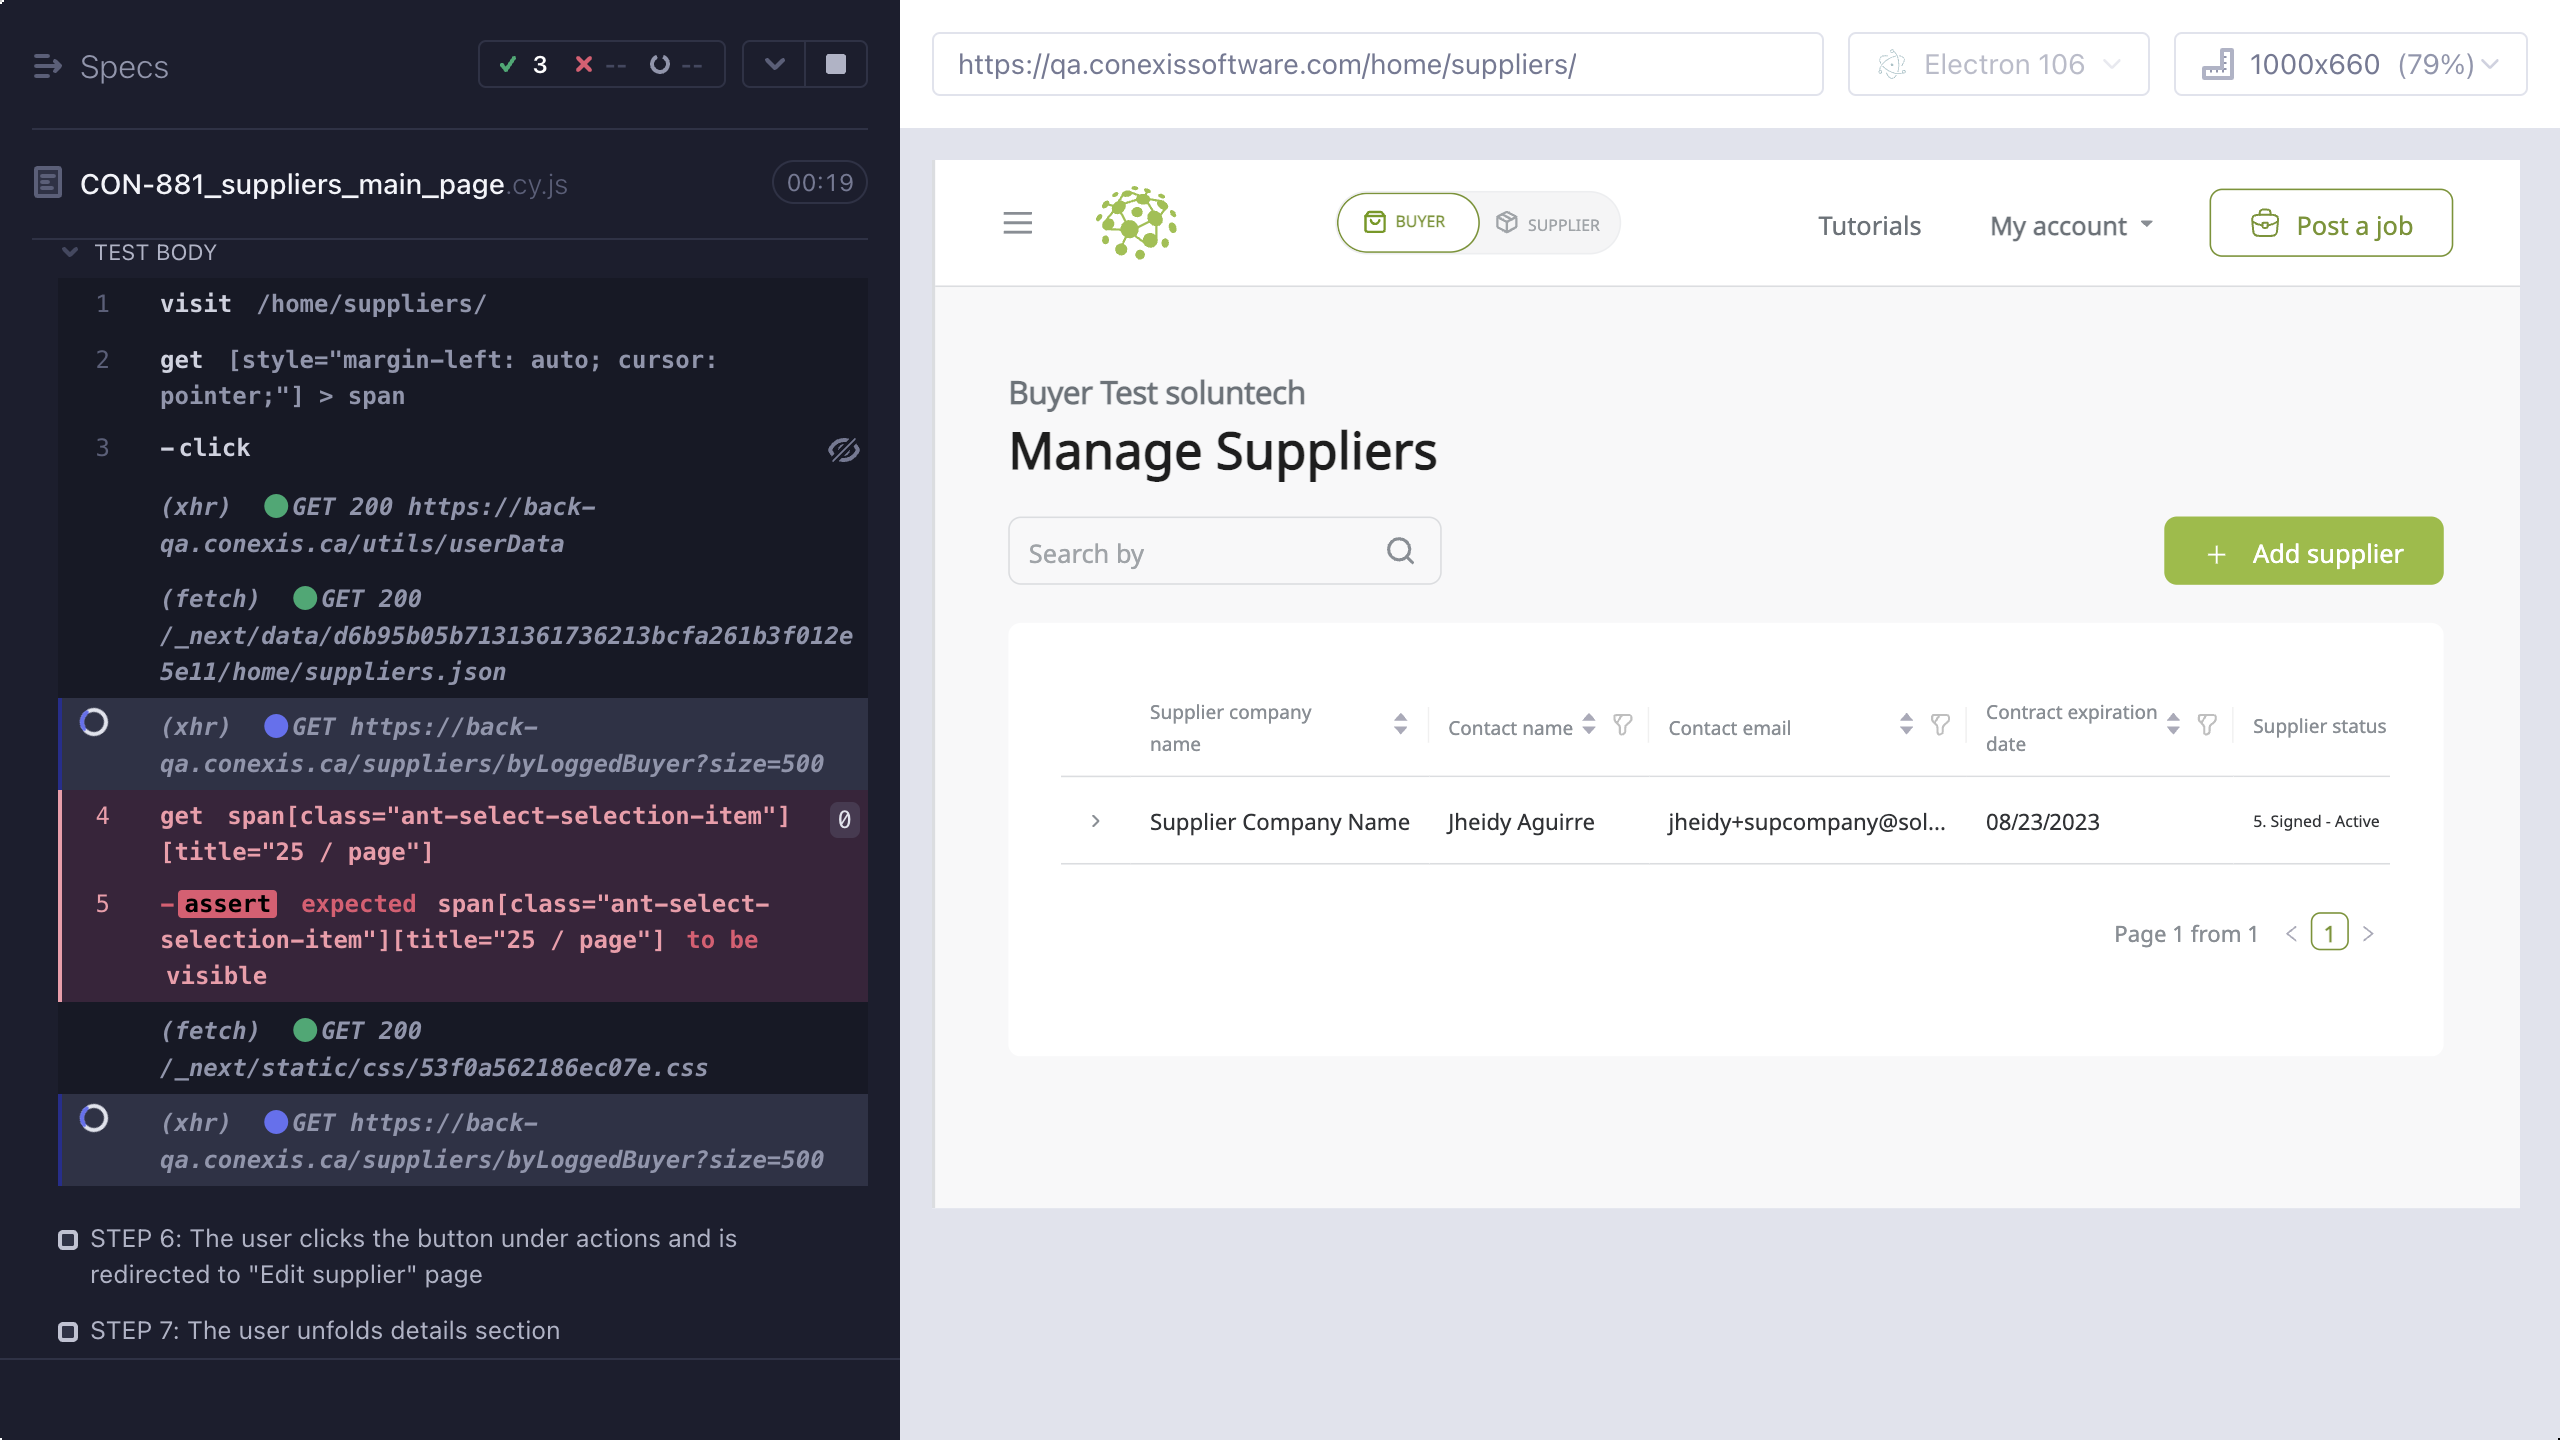 Specs
3
--
--
CON-881_suppliers_main_page.cy.js
00:19
TEST BODY
1 visit /home/suppliers/
2 get [style="margin-left: auto; cursor:
pointer;"] > span
3 -click
(xhr) GET 200 https://back-
qa.conexis.ca/utils/userData
(fetch) GET 200
/_next/data/d6b95b05b7131361736213bcfa261b3f012e
5e11/home/suppliers.json
(xhr) GET https://back-
qa.conexis.ca/suppliers/byLoggedBuyer?size=500
4 get span[class="ant-select-selection-item"] 0
[title="25 / page"]
5 -assert expected span[class="ant-select-
selection-item"][title="25 / page"] to be
visible
(fetch) GET 200
/_next/static/css/53f0a562186ec07e.css
(xhr) GET https://back-
qa.conexis.ca/suppliers/byLoggedBuyer?size=500
STEP 6: The user clicks the button under actions and is
redirected to "Edit supplier" page
STEP 7: The user unfolds details section
https://qa.conexissoftware.com/home/suppliers/
Electron 106
1000x660 (79%)
BUYER
SUPPLIER
Tutorials
My account
Post a job
Buyer Test soluntech
Manage Suppliers
Search by
+ Add supplier
Supplier company
name
Contact name
Contact email
Contract expiration
date
Supplier status
Supplier Company Name
Jheidy Aguirre
jheidy+supcompany@sol...
08/23/2023
5. Signed - Active
Page 1 from 1 < 1 >